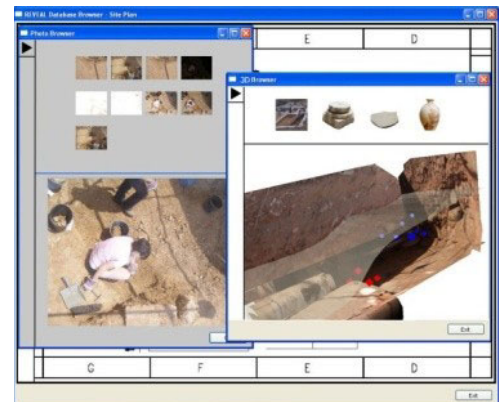 REVEAL Database Browser - Site Plan
Photo Browser
E
D
3D Browser
Exit
G
F
E
D
Exit